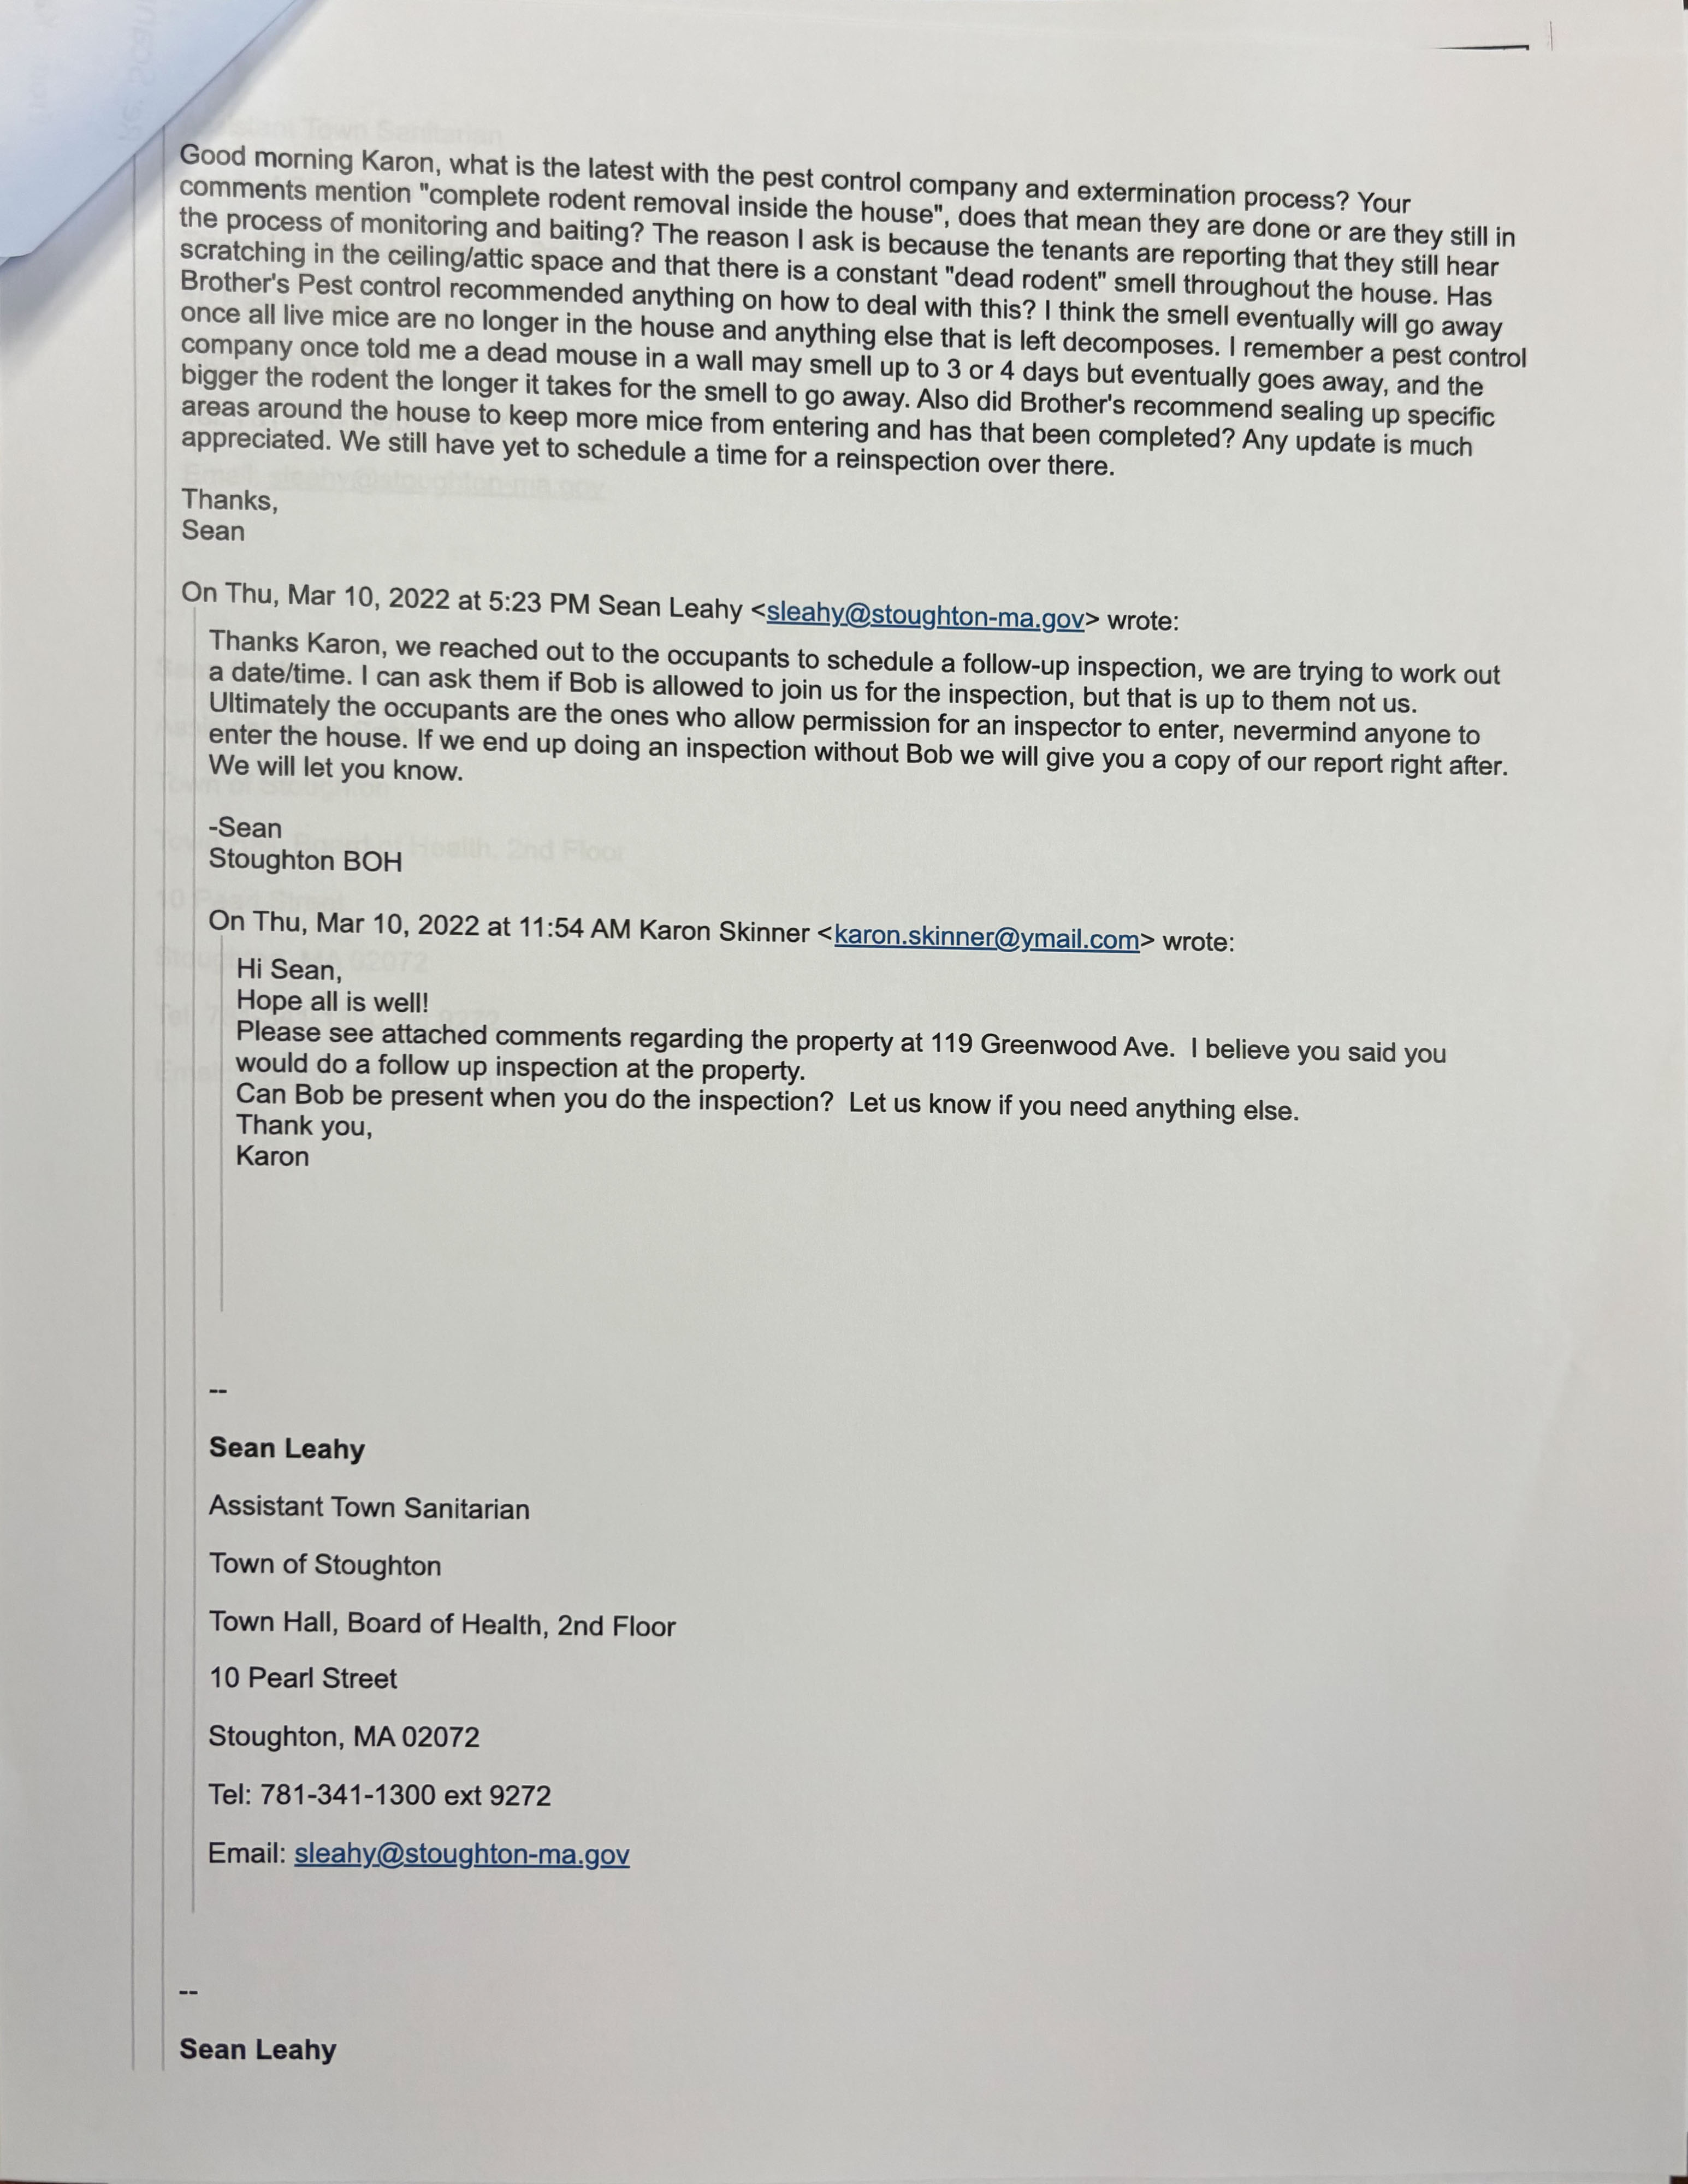 Good morning Karon, what is the latest with the pest control company and extermination process? Your
comments mention "complete rodent removal inside the house", does that mean they are done or are they still in
the process of monitoring and baiting? The reason I ask is because the tenants are reporting that they still hear
scratching in the ceiling/attic space and that there is a constant "dead rodent" smell throughout the house. Has
Brother's Pest control recommended anything on how to deal with this? I think the smell eventually will go away
once all live mice are no longer in the house and anything else that is left decomposes. I remember a pest control
company once told me a dead mouse in a wall may smell up to 3 or 4 days but eventually goes away, and the
bigger the rodent the longer it takes for the smell to go away. Also did Brother's recommend sealing up specific
areas around the house to keep more mice from entering and has that been completed? Any update is much
appreciated. We still have yet to schedule a time for a reinspection over there.
Thanks,
Sean
On Thu, Mar 10, 2022 at 5:23 PM Sean Leahy <sleahy@stoughton-ma.gov> wrote:
Thanks Karon, we reached out to the occupants to schedule a follow-up inspection, we are trying to work out
a date/time. I can ask them if Bob is allowed to join us for the inspection, but that is up to them not us.
Ultimately the occupants are the ones who allow permission for an inspector to enter, nevermind anyone to
enter the house. If we end up doing an inspection without Bob we will give you a copy of our report right after.
We will let you know.
-Sean
Stoughton BOH
On Thu, Mar 10, 2022 at 11:54 AM Karon Skinner <karon.skinner@ymail.com> wrote:
Hi Sean,
Hope all is well!
Please see attached comments regarding the property at 119 Greenwood Ave.  I believe you said you
would do a follow up inspection at the property.
Can Bob be present when you do the inspection?  Let us know if you need anything else.
Thank you,
Karon
--
Sean Leahy
Assistant Town Sanitarian
Town of Stoughton
Town Hall, Board of Health, 2nd Floor
10 Pearl Street
Stoughton, MA 02072
Tel: 781-341-1300 ext 9272
Email: sleahy@stoughton-ma.gov
--
Sean Leahy